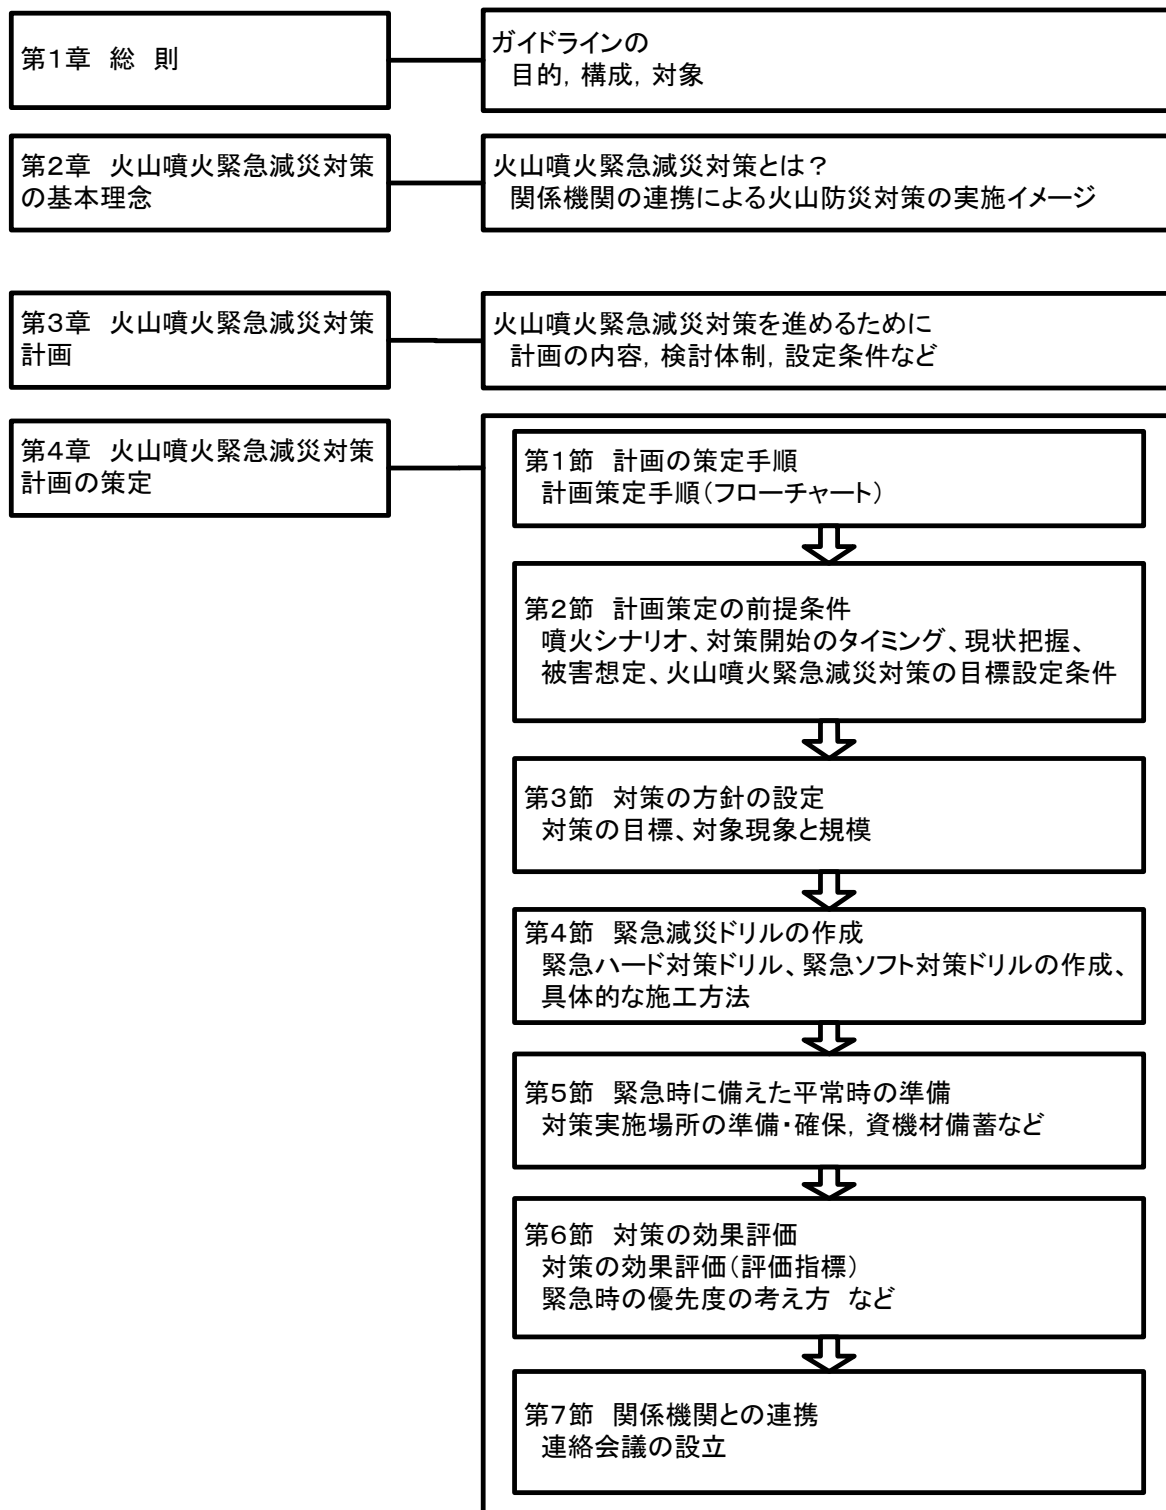 第1章 総 則
ガイドラインの
目的, 構成, 対象
第2章 火山噴火緊急減災対策
の基本理念
火山噴火緊急減災対策とは？
関係機関の連携による火山防災対策の実施イメージ
第3章 火山噴火緊急減災対策
計画
火山噴火緊急減災対策を進めるために
計画の内容, 検討体制, 設定条件など
第4章 火山噴火緊急減災対策
計画の策定
第1節 計画の策定手順
計画策定手順（フローチャート）
第2節 計画策定の前提条件
噴火シナリオ、対策開始のタイミング、現状把握、
被害想定、火山噴火緊急減災対策の目標設定条件
第3節 対策の方針の設定
対策の目標、対象現象と規模
第4節 緊急減災ドリルの作成
緊急ハード対策ドリル、緊急ソフト対策ドリルの作成、
具体的な施工方法
第5節 緊急時に備えた平常時の準備
対策実施場所の準備・確保, 資機材備蓄など
第6節 対策の効果評価
対策の効果評価（評価指標）
緊急時の優先度の考え方 など
第7節 関係機関との連携
連絡会議の設立